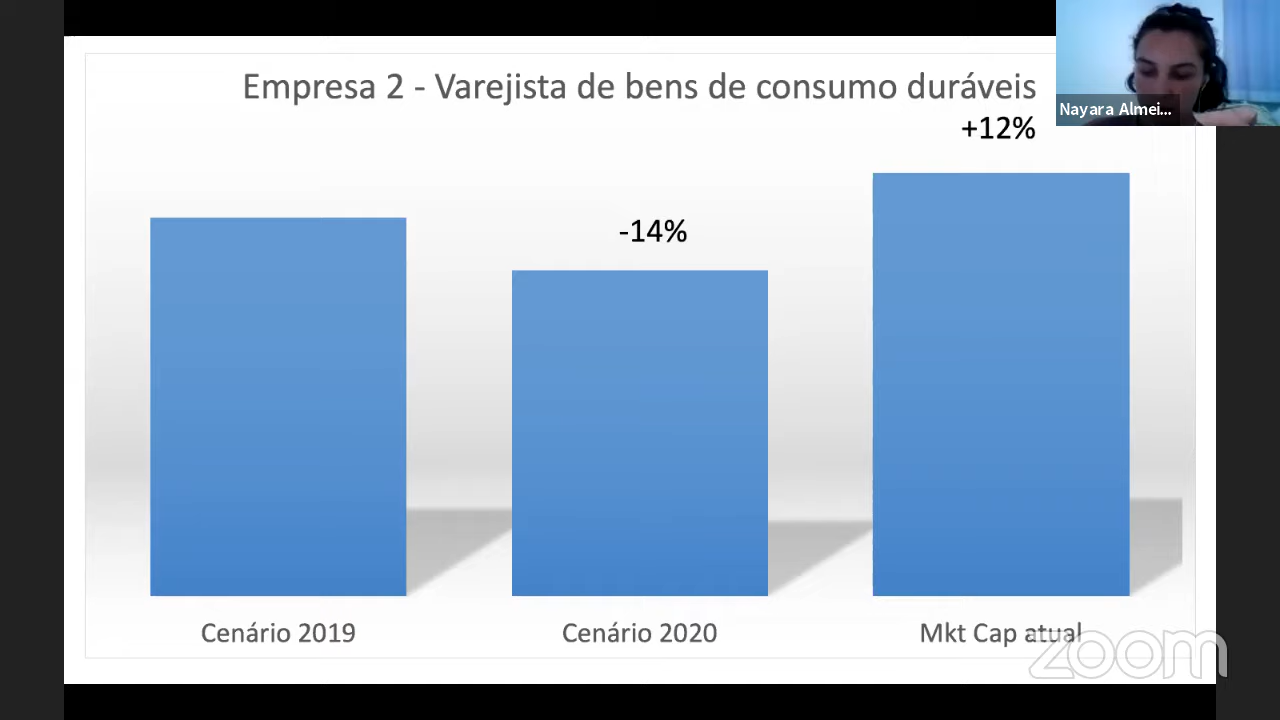 Empresa 2 - Varejista de bens de consumo duráveis
Nayara Almei...
+12%
-14%
Cenário 2019
Cenário 2020
Mkt Cap atual
zoom